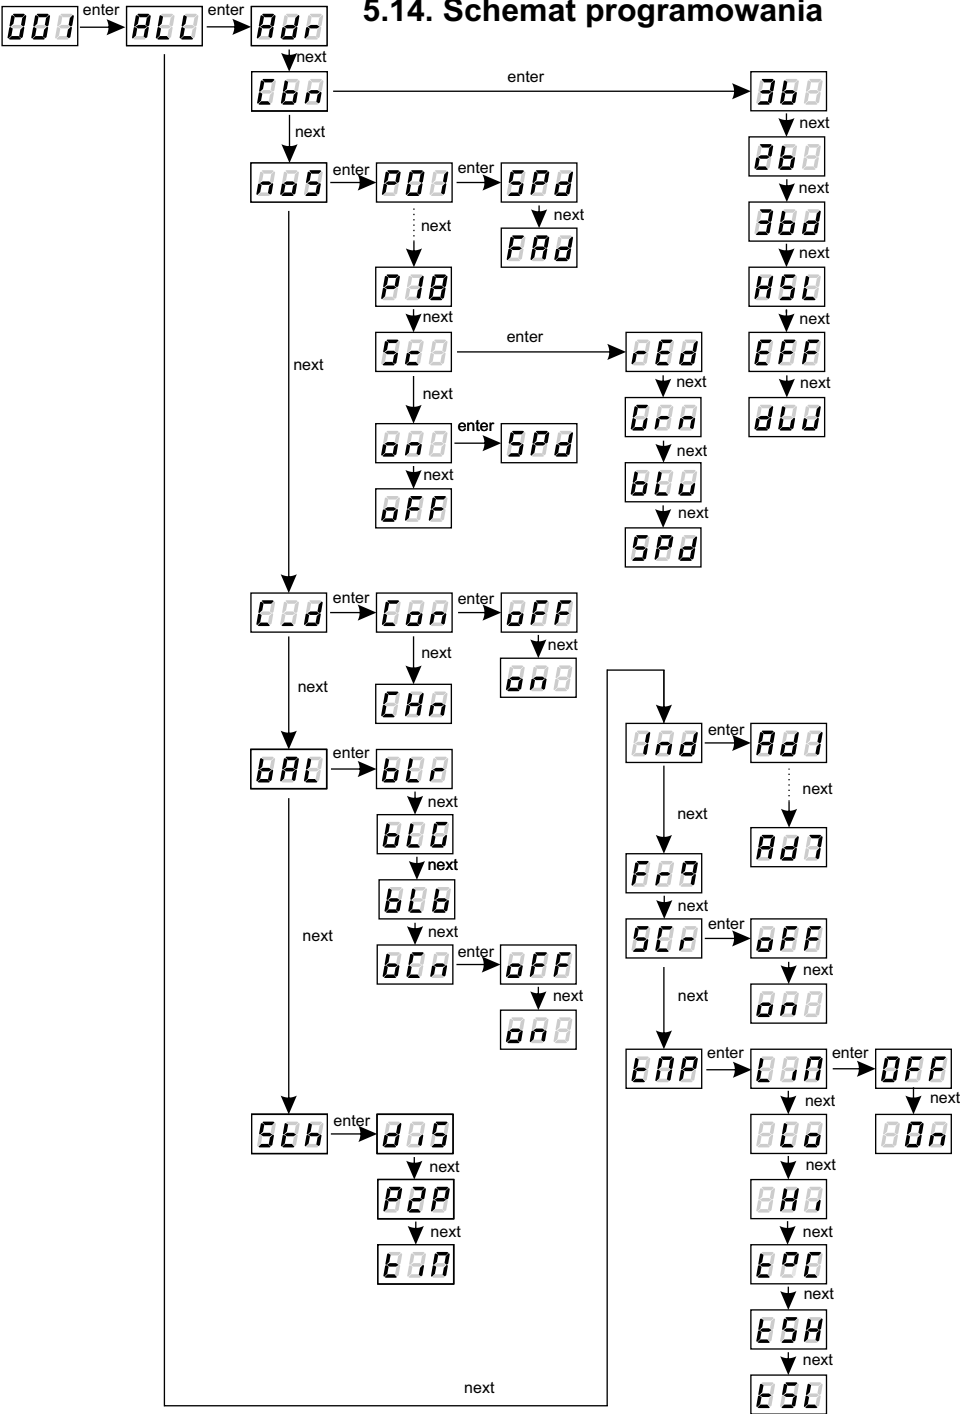 5.14. Schemat programowania
001 enter ALL enter Adr
next
Cbn enter 3b
next next
2b
noS enter P01 enter SPd next
next next 3bd
FAd next
P18 HSL
next next
Sc enter rEd EFF
next next next next
Grn dUU
on enter SPd next
next bLu
oFF next
SPd
C_d enter Con enter oFF
next next next
CHn on
bAL enter bLr Ind enter Ad1
next next next
bLG next Ad7
next Frq
bLb next
next next SCr enter oFF
bCn enter oFF next next
next on
on tMP enter LiM enter OFF
next next
Sth enter diS Lo On
next next
P2P Hi
next next
tiM t°C
next
tSH
next next
tSL